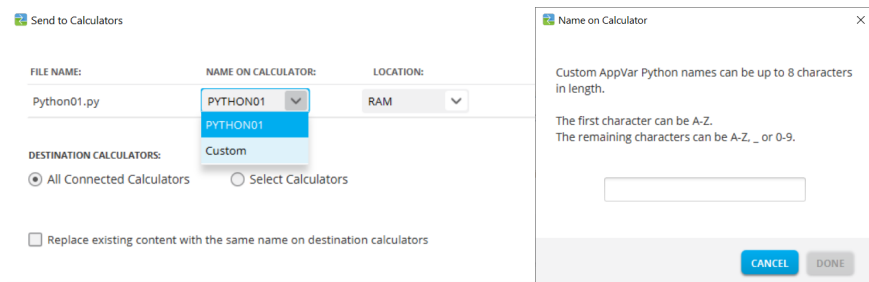 Send to Calculators
FILE NAME:
NAME ON CALCULATOR:
LOCATION:
Python01.py
PYTHON01
RAM
PYTHON01
Custom
DESTINATION CALCULATORS:
All Connected Calculators
Select Calculators
Replace existing content with the same name on destination calculators
Name on Calculator
Custom AppVar Python names can be up to 8 characters
in length.
The first character can be A-Z.
The remaining characters can be A-Z, _ or 0-9.
CANCEL
DONE